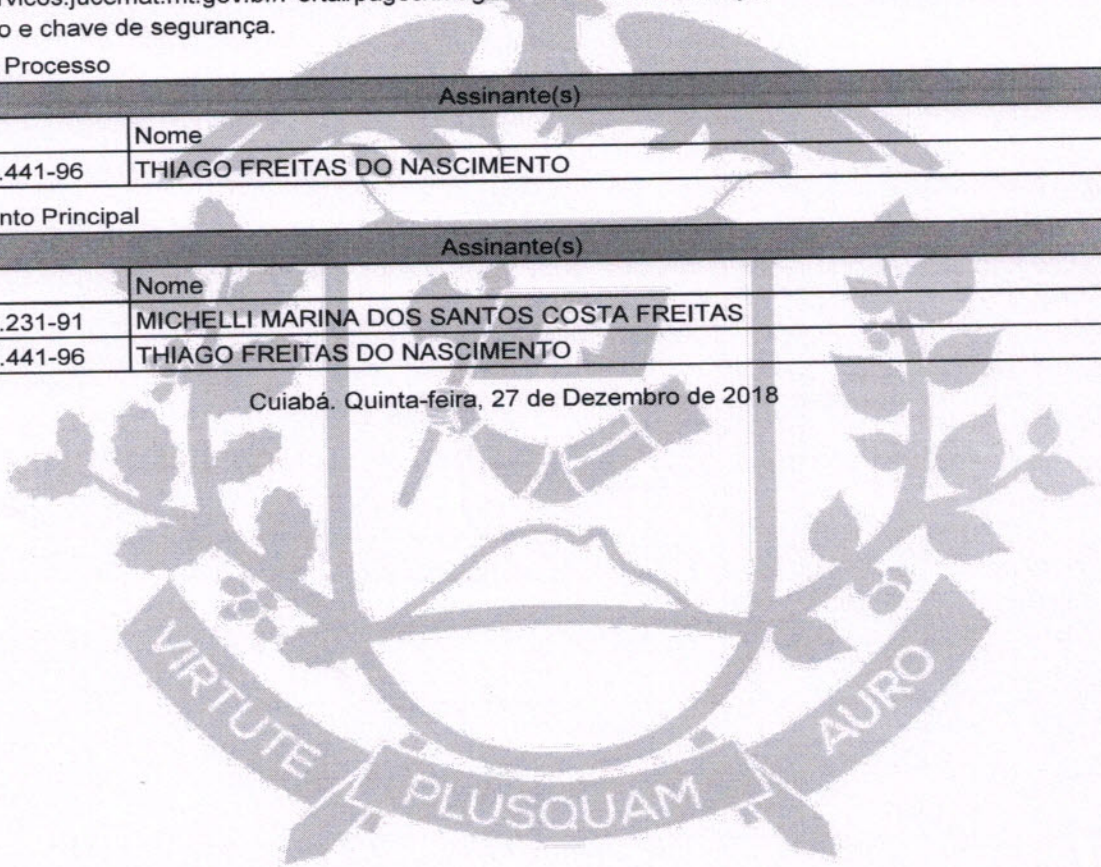 o e chave de segurança.
Processo
Assinante(s)
Nome
.441-96 THIAGO FREITAS DO NASCIMENTO
nto Principal
Assinante(s)
Nome
.231-91 MICHELLI MARINA DOS SANTOS COSTA FREITAS
.441-96 THIAGO FREITAS DO NASCIMENTO
Cuiabá. Quinta-feira, 27 de Dezembro de 2018
VIRTUTE PLUSQUAM AURO